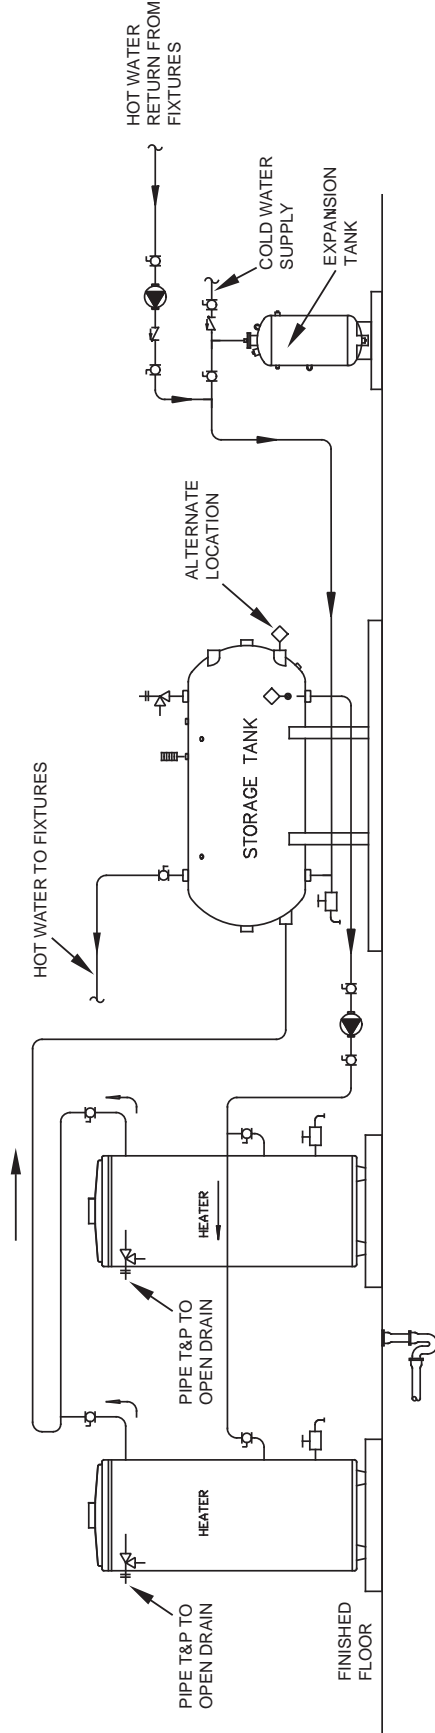 HOT WATER
RETURN FROM
FIXTURES
COLD WATER
SUPPLY
EXPANSION
TANK
ALTERNATE
LOCATION
STORAGE TANK
HOT WATER TO FIXTURES
HEATER
PIPE T&P TO
OPEN DRAIN
HEATER
PIPE T&P TO
OPEN DRAIN
FINISHED
FLOOR